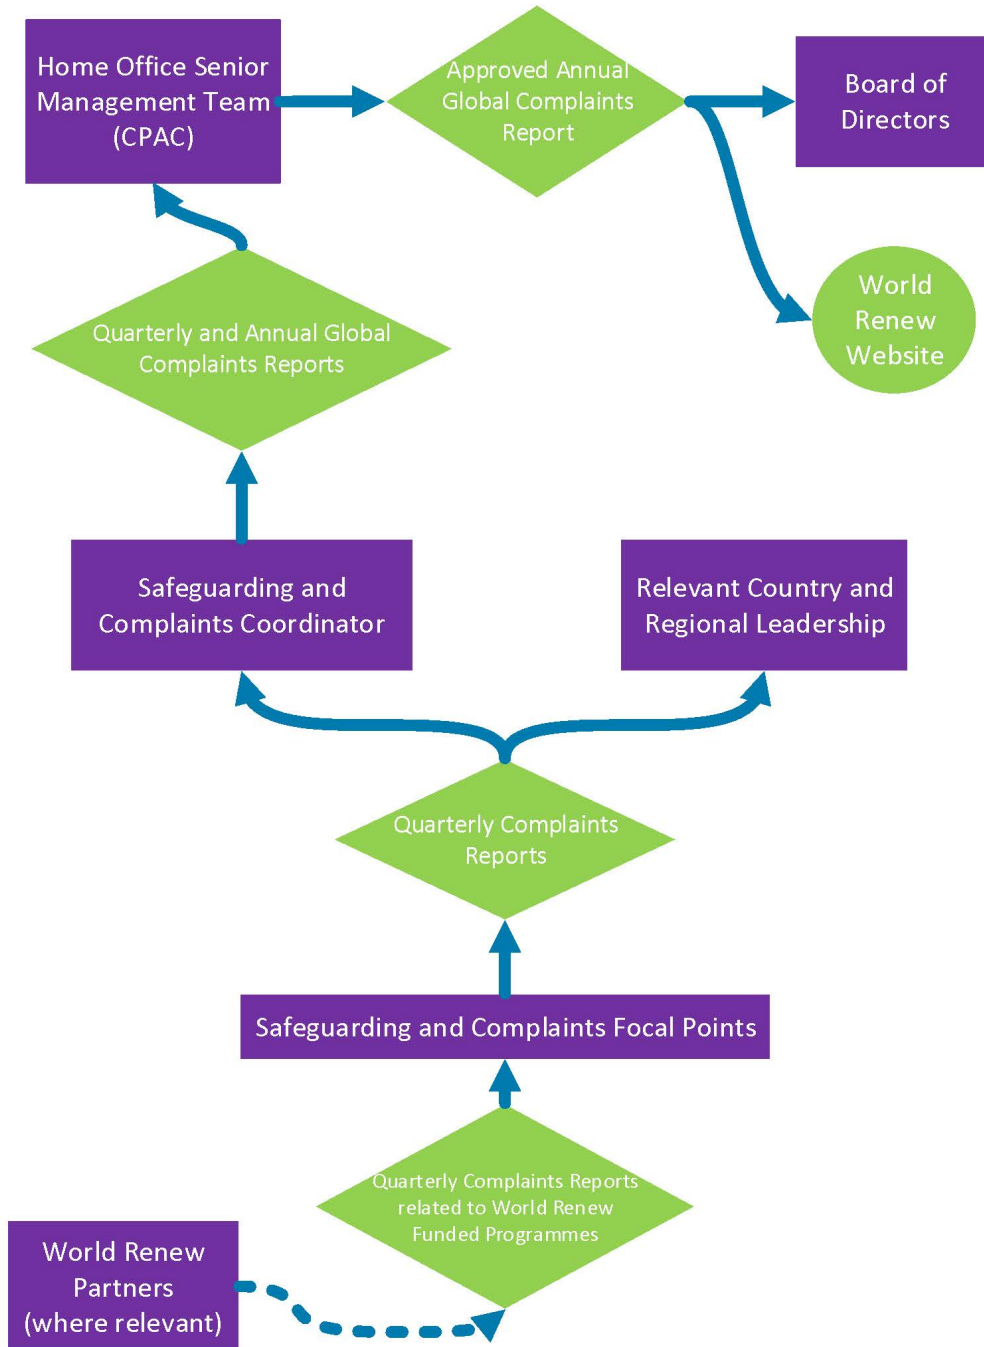 Home Office Senior
Management Team
(CPAC)
Approved Annual
Global Complaints
Report
Board of
Directors
World
Renew
Website
Quarterly and Annual Global
Complaints Reports
Safeguarding and
Complaints Coordinator
Relevant Country and
Regional Leadership
Quarterly Complaints
Reports
Safeguarding and Complaints Focal Points
Quarterly Complaints Reports
related to World Renew
Funded Programmes
World Renew
Partners
(where relevant)